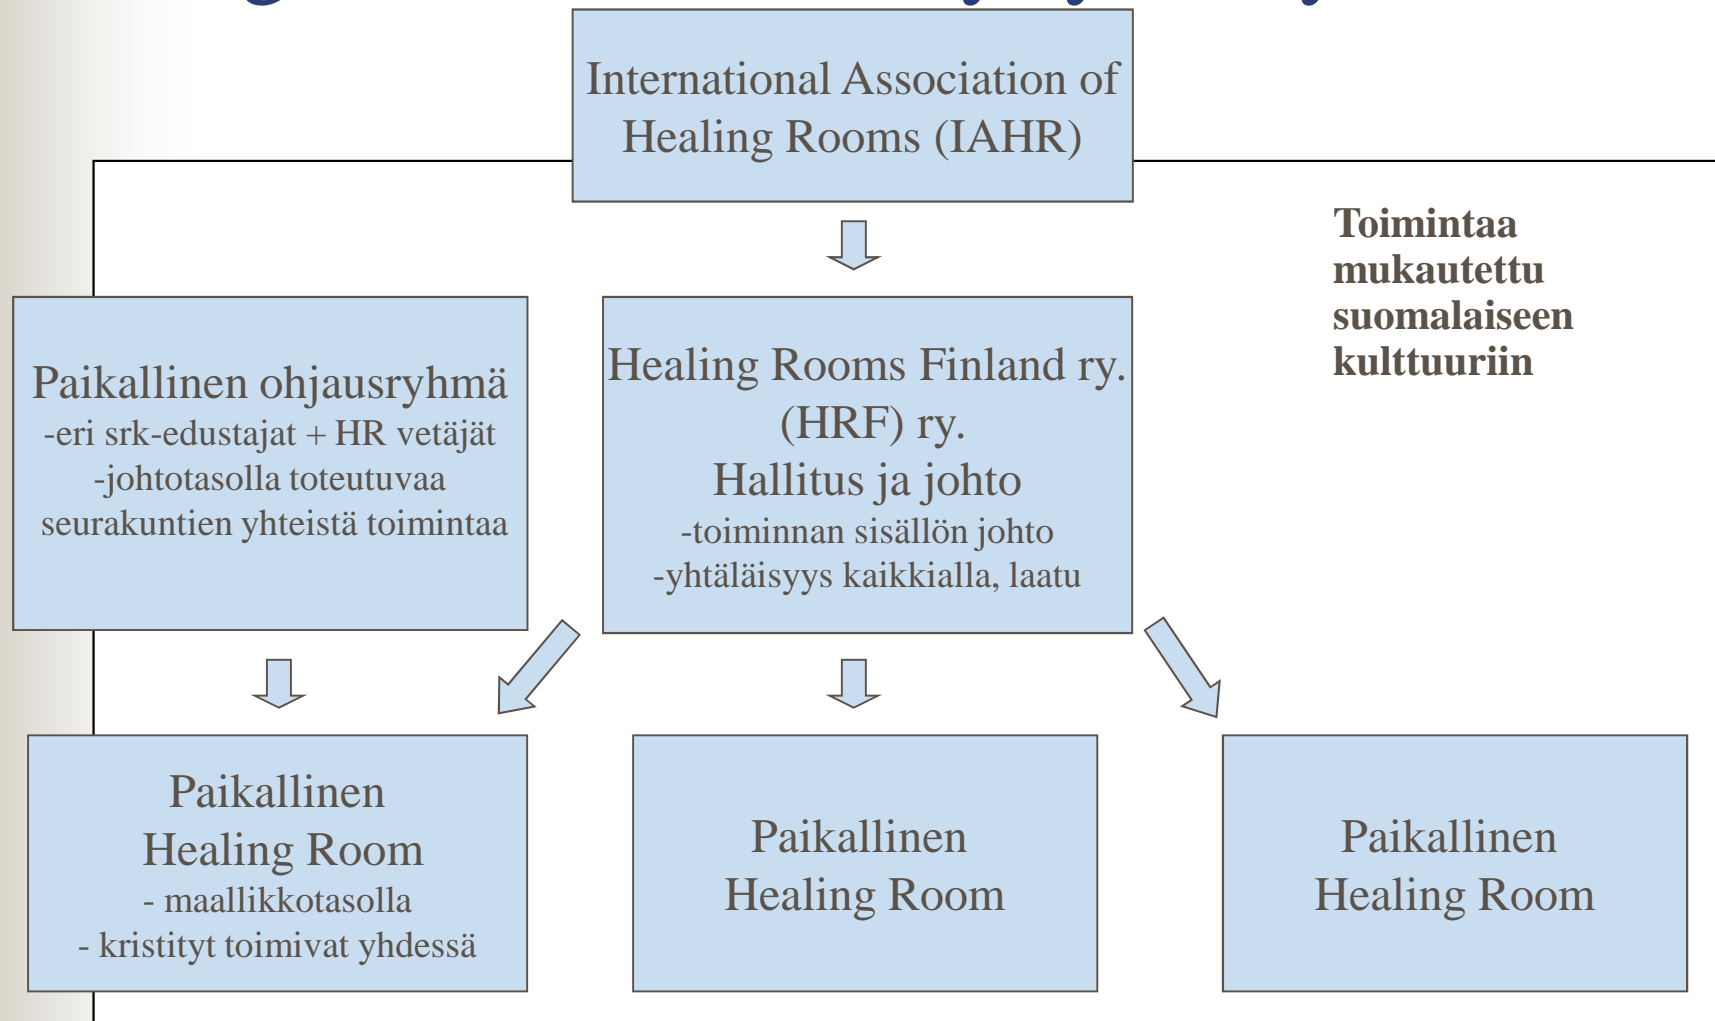 International Association of
Healing Rooms (IAHR)
Toimintaa
mukautettu
suomalaiseen
kulttuuriin
Paikallinen ohjausryhmä
-eri srk-edustajat + HR vetäjät
-johtotasolla toteutuvaa
seurakuntien yhteistä toimintaa
Healing Rooms Finland ry.
(HRF) ry.
Hallitus ja johto
-toiminnan sisällön johto
-yhtäläisyys kaikkialla, laatu
Paikallinen
Healing Room
- maallikkotasolla
- kristityt toimivat yhdessä
Paikallinen
Healing Room
Paikallinen
Healing Room